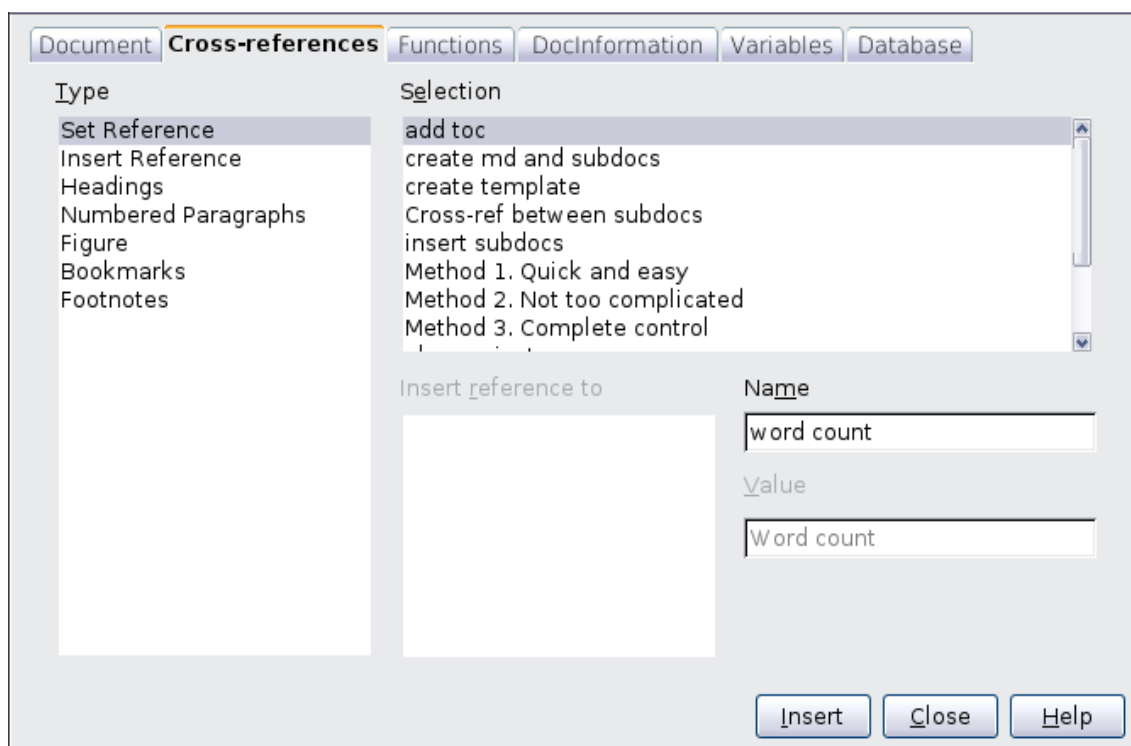 Document Cross-references Functions DocInformation Variables Database
Type
Set Reference
Insert Reference
Headings
Numbered Paragraphs
Figure
Bookmarks
Footnotes
Selection
add toc
create md and subdocs
create template
Cross-ref between subdocs
insert subdocs
Method 1. Quick and easy
Method 2. Not too complicated
Method 3. Complete control
Insert reference to
Name
word count
Value
Word count
Insert Close Help